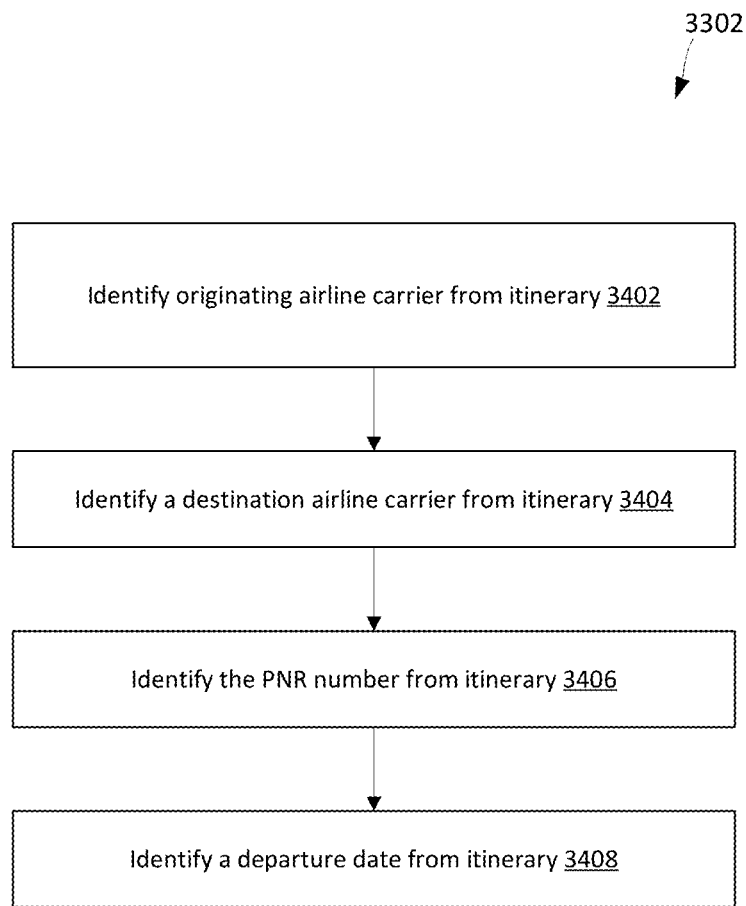 3302
Identify originating airline carrier from itinerary 3402
Identify a destination airline carrier from itinerary 3404
Identify the PNR number from itinerary 3406
Identify a departure date from itinerary 3408